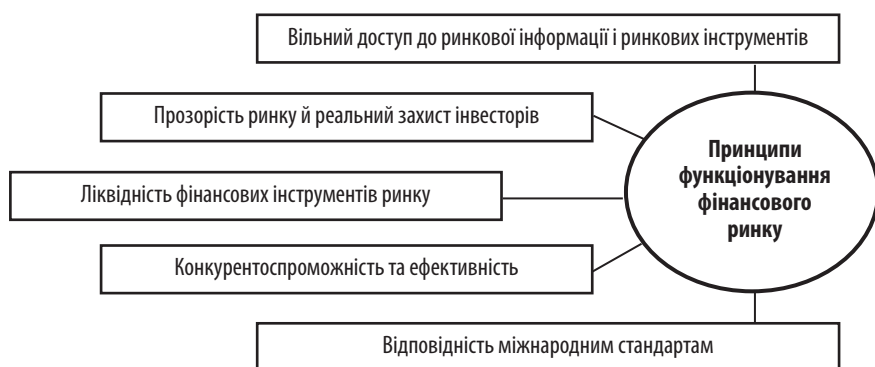 Вільний доступ до ринкової інформації і ринкових інструментів
Прозорість ринку й реальний захист інвесторів
Ліквідність фінансових інструментів ринку
Конкурентоспроможність та ефективність
Відповідність міжнародним стандартам
Принципи
функціонування
фінансового
ринку